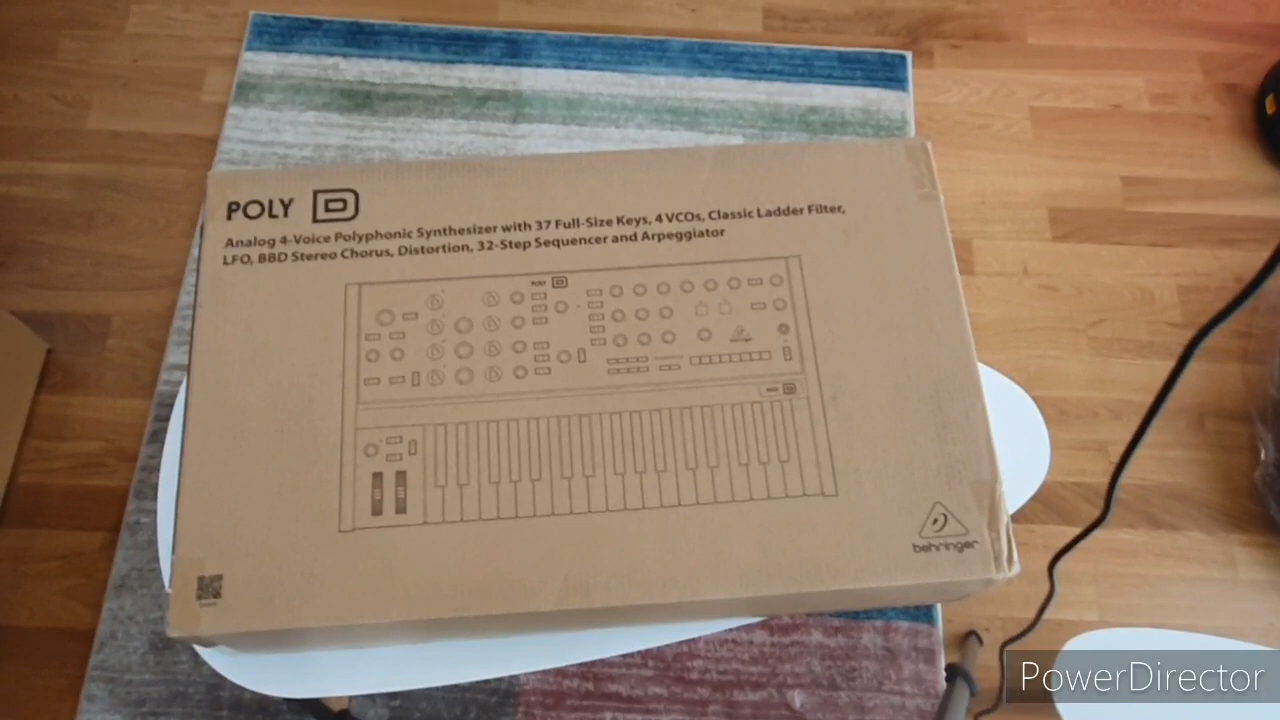 POLY D
Analog 4-Voice Polyphonic Synthesizer with 37 Full-Size Keys, 4 VCOs, Classic Ladder Filter,
LFO, BBD Stereo Chorus, Distortion, 32-Step Sequencer and Arpeggiator
POLY D
behringer
PowerDirector